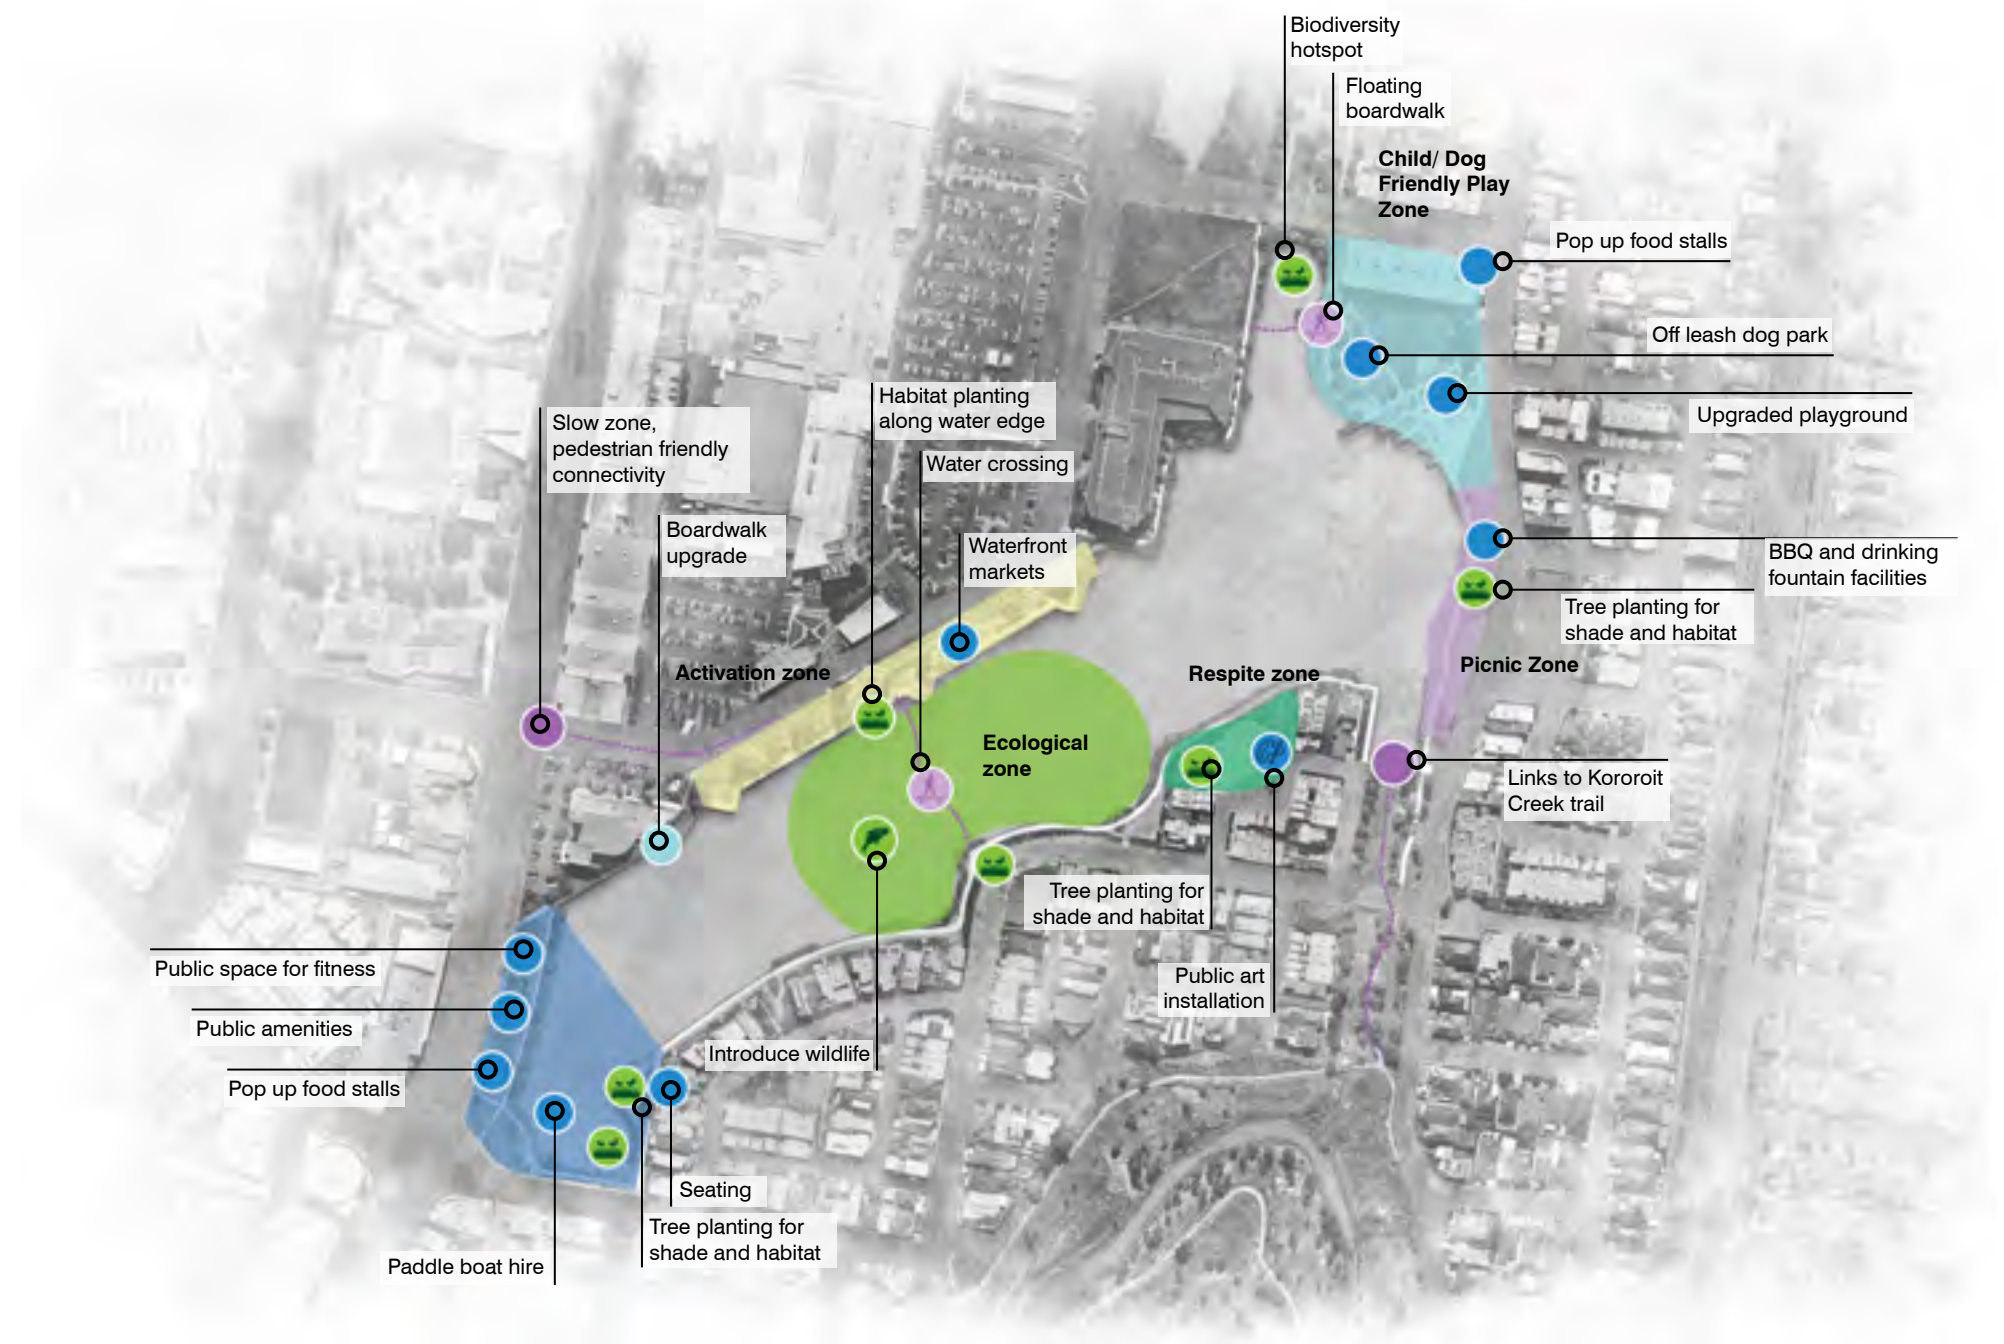 Biodiversity
hotspot
Floating
boardwalk
Child/ Dog
Friendly Play
Zone
Pop up food stalls
Off leash dog park
Upgraded playground
Habitat planting
along water edge
Slow zone,
pedestrian friendly
connectivity
Water crossing
Boardwalk
upgrade
Waterfront
markets
BBQ and drinking
fountain facilities
Tree planting for
shade and habitat
Activation zone
Respite zone
Picnic Zone
Ecological
zone
Links to Kororoit
Creek trail
Tree planting for
shade and habitat
Public space for fitness
Public art
installation
Public amenities
Introduce wildlife
Pop up food stalls
Seating
Tree planting for
shade and habitat
Paddle boat hire